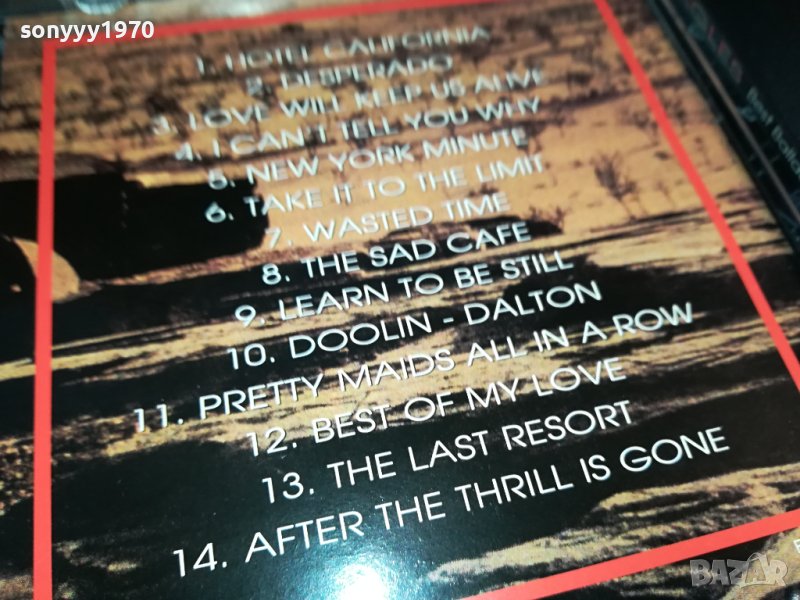 sonyyy1970
1. HOTEL CALIFORNIA
2. DESPERADO
3. LOVE WILL KEEP US ALIVE
4. I CAN'T TELL YOU WHY
5. NEW YORK MINUTE
6. TAKE IT TO THE LIMIT
7. WASTED TIME
8. THE SAD CAFE
9. LEARN TO BE STILL
10. DOOLIN - DALTON
11. PRETTY MAIDS ALL IN A ROW
12. BEST OF MY LOVE
13. THE LAST RESORT
14. AFTER THE THRILL IS GONE
Best
BAZAR